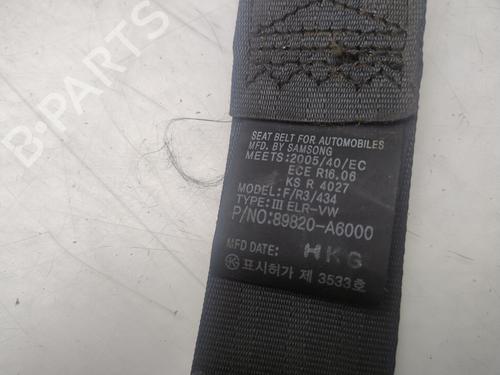 B-PARTS
SEAT BELT FOR AUTOMOBILES
MFD. BY SAMSONG
MEETS:2005/40/EC
ECE R16.06
KS R 4027
MODEL:F/R3/434
TYPE:III ELR-VW
P/NO:89820-A6000
MFD DATE: HKG
표시허가 제 3533호